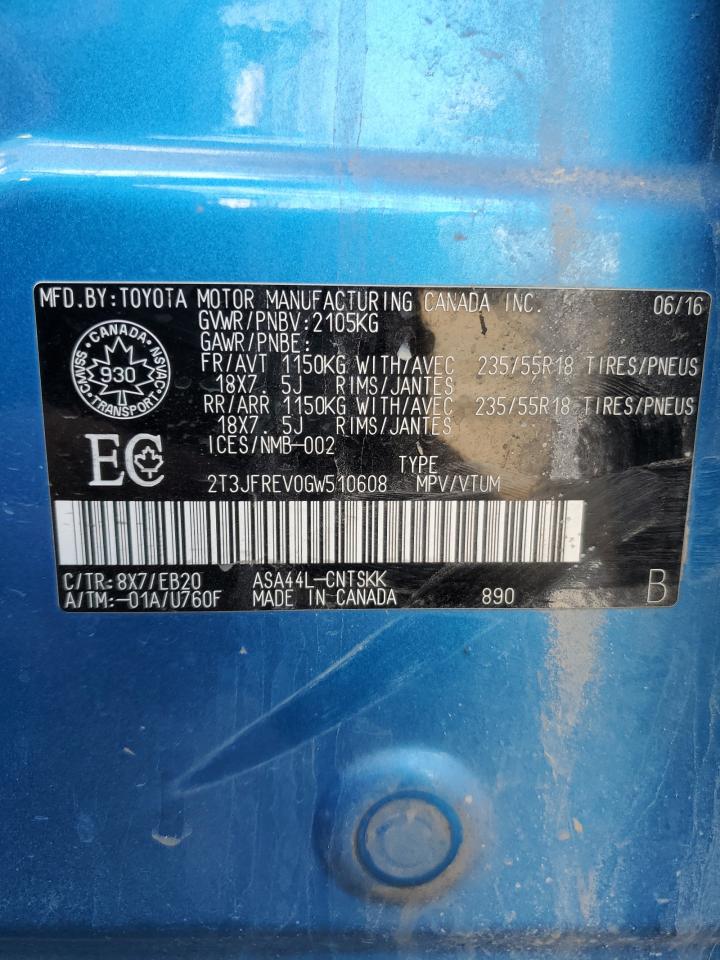 MFD.BY:TOYOTA MOTOR MANUFACTURING CANADA INC. 06/16
GVWR/PNBV:2105KG
GAWR/PNBE:
FR/AVT 1150KG WITH/AVEC 235/55R18 TIRES/PNEUS
18X7.5J RIMS/JANTES
RR/ARR 1150KG WITH/AVEC 235/55R18 TIRES/PNEUS
18X7.5J RIMS/JANTES
ICES/NMB-002
CANADA
CMVSS NSVAC
930
TRANSPORT
EC
TYPE
2T3JFREV0GW510608 MPV/VTUM
C/TR:8X7/EB20 ASA44L-CNTSKK
A/TM:-01A/U760F MADE IN CANADA 890 B